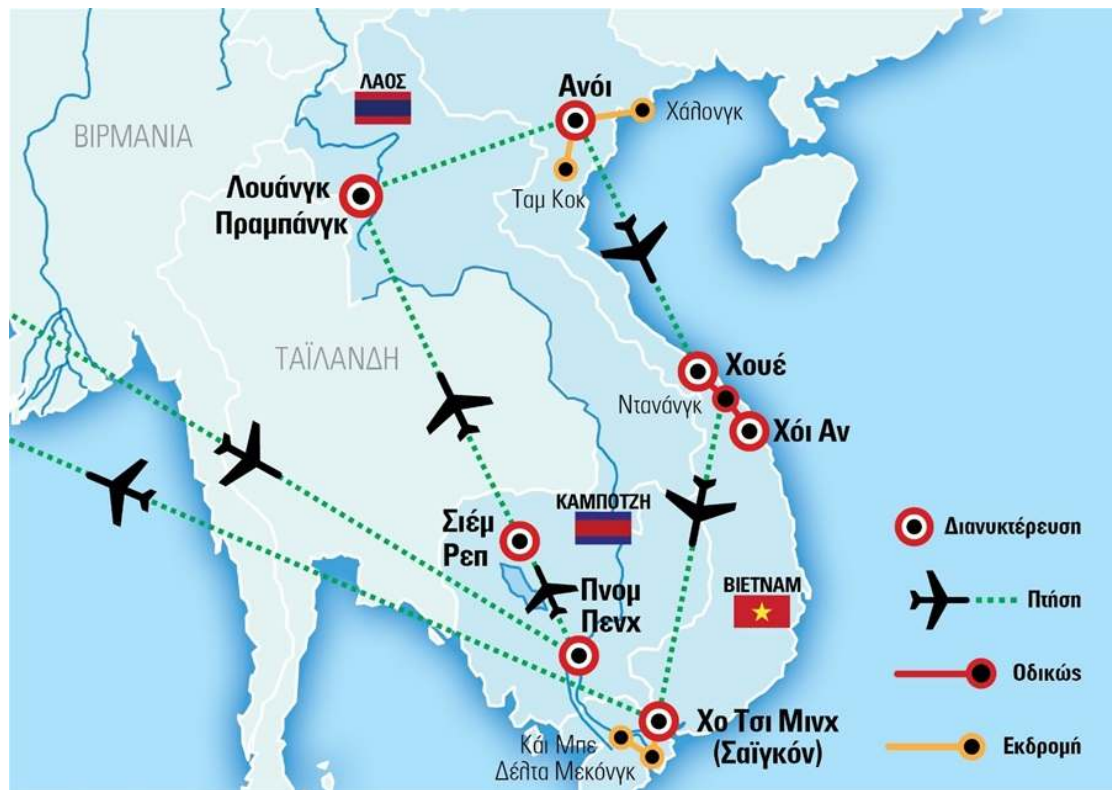 ΛΑΟΣ
Ανόι
Χάλονγκ
ΒΙΡΜΑΝΙΑ
Λουάνγκ
Πραμπάνγκ
Ταμ Κοκ
ΤΑΪΛΑΝΔΗ
Χουέ
Ντανάνγκ
Χόι Αν
ΚΑΜΠΟΤΖΗ
Σιέμ
Ρεπ
Πνομ
Πενχ
ΒΙΕΤΝΑΜ
Χο Τσι Μινχ
(Σαϊγκόν)
Κάι Μπε
Δέλτα Μεκόνγκ
Διανυκτέρευση
Πτήση
Οδικώς
Εκδρομή